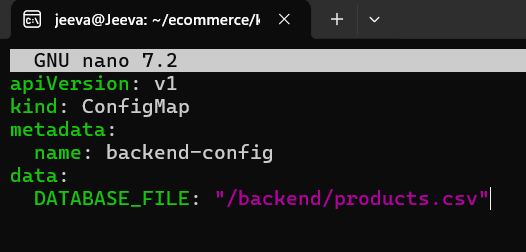 jeeva@Jeeva: ~/ecommerce/k
GNU nano 7.2
apiVersion: v1
kind: ConfigMap
metadata:
  name: backend-config
data:
  DATABASE_FILE: "/backend/products.csv"